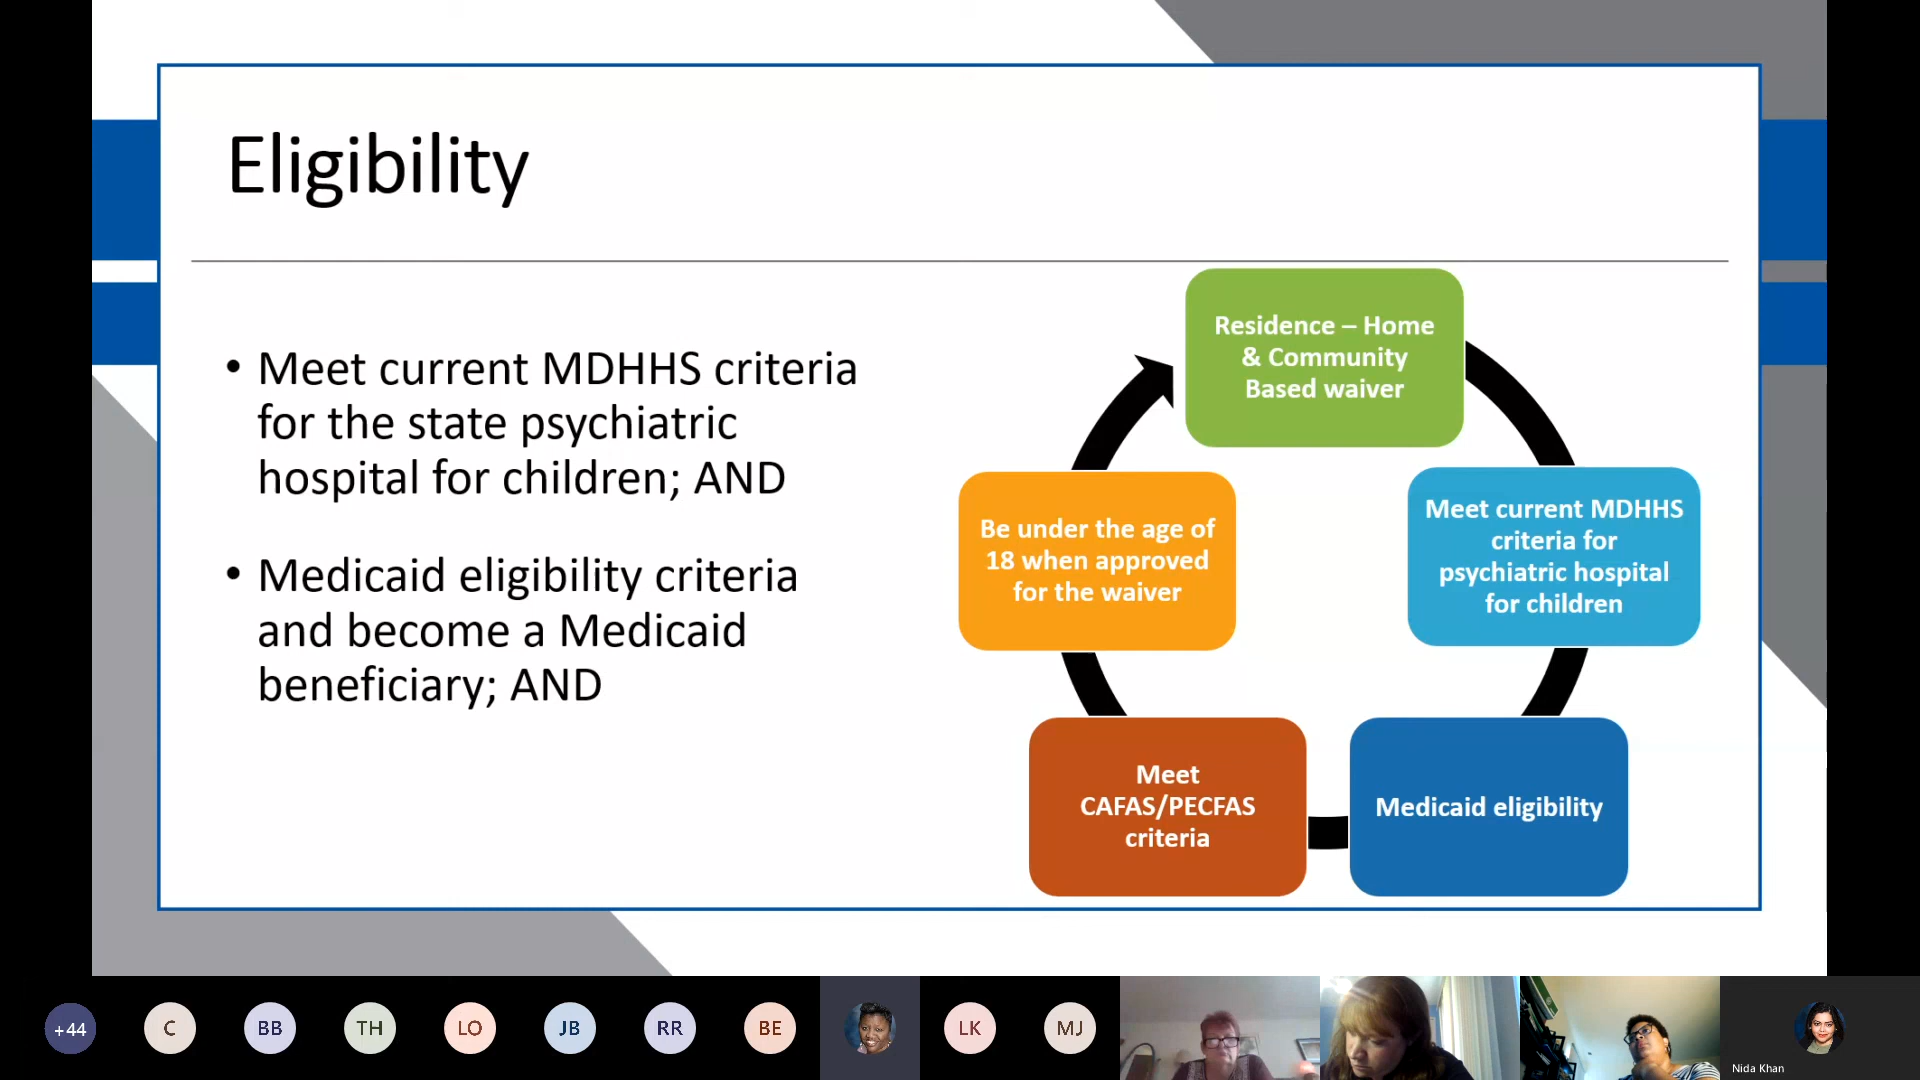 Eligibility
• Meet current MDHHS criteria
for the state psychiatric
hospital for children; AND
• Medicaid eligibility criteria
and become a Medicaid
beneficiary; AND
Residence – Home
& Community
Based waiver
Meet current MDHHS
criteria for
psychiatric hospital
for children
Medicaid eligibility
Meet
CAFAS/PECFAS
criteria
Be under the age of
18 when approved
for the waiver
+44
C
BB
TH
LO
JB
RR
BE
LK
MJ
Nida Khan